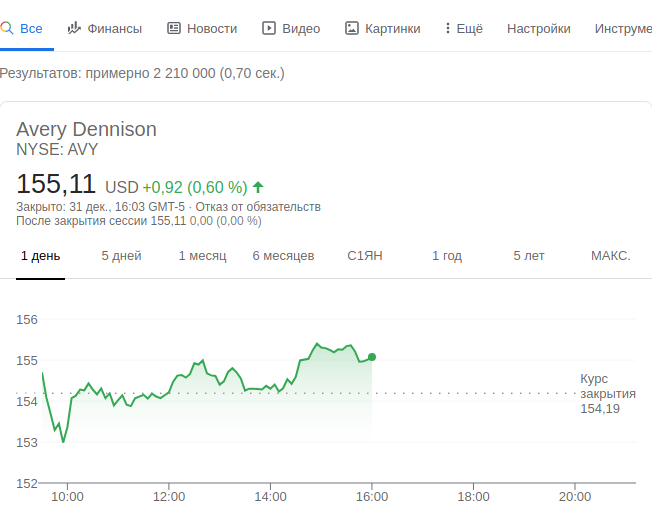 Все Финансы Новости Видео Картинки Ещё Настройки Инструме
Результатов: примерно 2 210 000 (0,70 сек.)
Avery Dennison
NYSE: AVY
155,11 USD +0,92 (0,60 %)
Закрыто: 31 дек., 16:03 GMT-5 · Отказ от обязательств
После закрытия сессии 155,11 0,00 (0,00 %)
1 день 5 дней 1 месяц 6 месяцев С1ЯН 1 год 5 лет МАКС.
156
155
154
153
152
Курс
закрытия
154,19
10:00 12:00 14:00 16:00 18:00 20:00